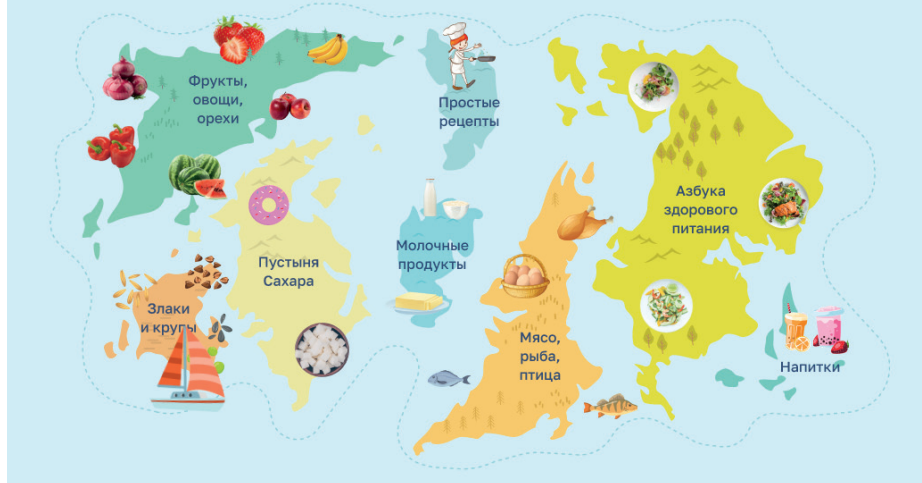 Фрукты,
овощи,
орехи
Простые
рецепты
Азбука
здорового
питания
Молочные
продукты
Пустыня
Сахара
Злаки
и крупы
Мясо,
рыба,
птица
Напитки